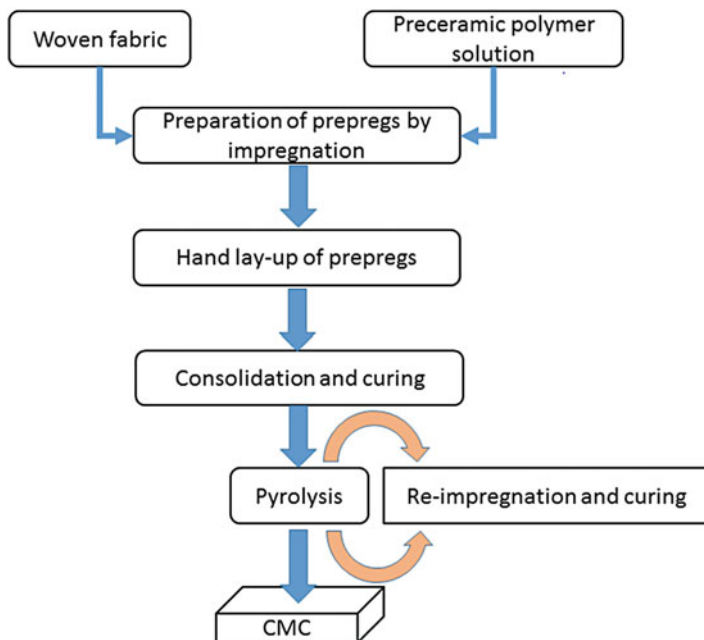 Woven fabric
Preceramic polymer
solution
Preparation of prepregs by
impregnation
Hand lay-up of prepregs
Consolidation and curing
Pyrolysis
Re-impregnation and curing
CMC